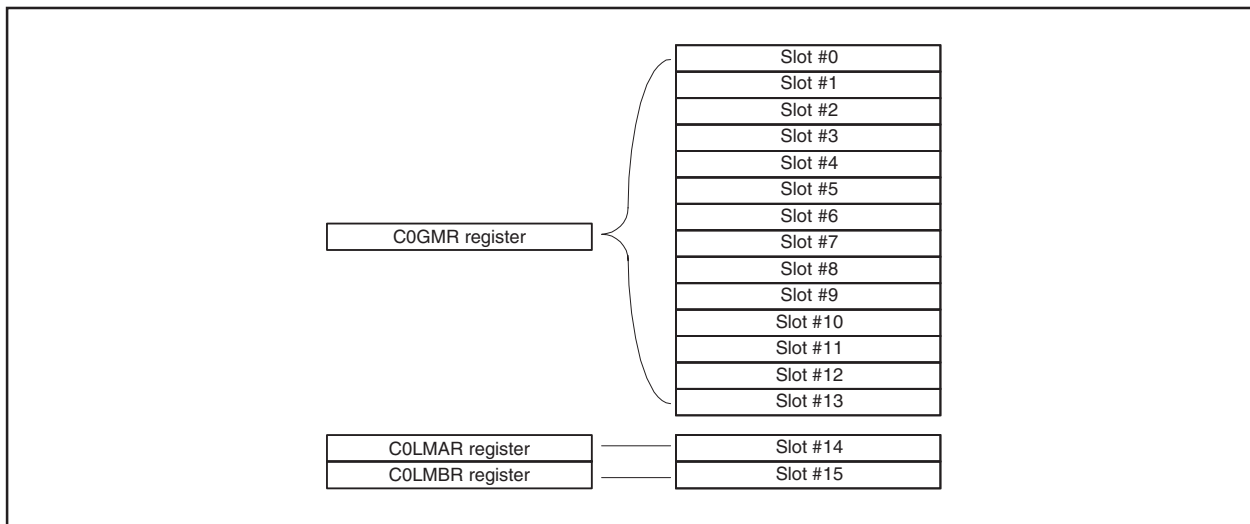 Slot #0
Slot #1
Slot #2
Slot #3
Slot #4
Slot #5
Slot #6
C0GMR register
Slot #7
Slot #8
Slot #9
Slot #10
Slot #11
Slot #12
Slot #13
C0LMAR register
Slot #14
C0LMBR register
Slot #15